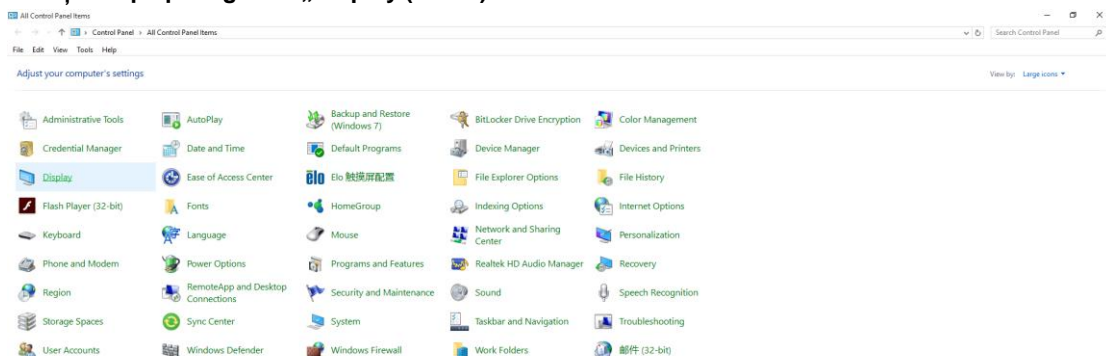 All Control Panel Items
Control Panel > All Control Panel Items
Search Control Panel
File Edit View Tools Help
Adjust your computer's settings
View by: Large icons
Administrative Tools
AutoPlay
Backup and Restore
(Windows 7)
BitLocker Drive Encryption
Color Management
Credential Manager
Date and Time
Default Programs
Device Manager
Devices and Printers
Display
Ease of Access Center
elo Elo 触摸屏配置
File Explorer Options
File History
Flash Player (32-bit)
Fonts
HomeGroup
Indexing Options
Internet Options
Keyboard
Language
Mouse
Network and Sharing
Center
Personalization
Phone and Modem
Power Options
Programs and Features
Realtek HD Audio Manager
Recovery
Region
RemoteApp and Desktop
Connections
Security and Maintenance
Sound
Speech Recognition
Storage Spaces
Sync Center
System
Taskbar and Navigation
Troubleshooting
User Accounts
Windows Defender
Windows Firewall
Work Folders
邮件 (32-bit)